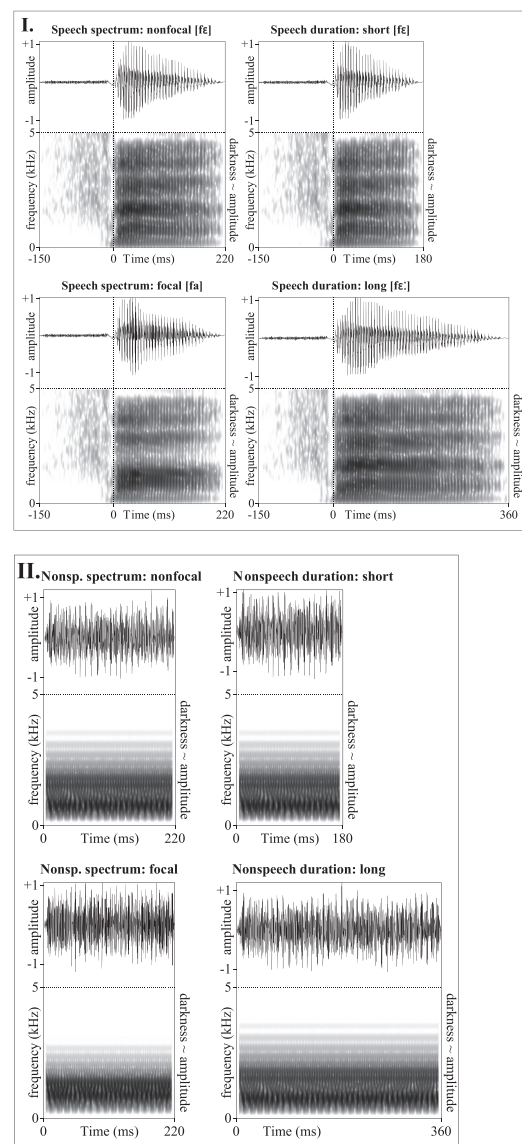 I.
Speech spectrum: nonfocal [fɛ]
+1
amplitude
-1
5
frequency (kHz)
0
-150
0
Time (ms)
220
darkness ~ amplitude
Speech duration: short [fɛ]
+1
amplitude
-1
5
frequency (kHz)
0
-150
0
Time (ms)
180
darkness ~ amplitude
Speech spectrum: focal [fa]
+1
amplitude
-1
5
frequency (kHz)
0
-150
0
Time (ms)
220
darkness ~ amplitude
Speech duration: long [fɛː]
+1
amplitude
-1
5
frequency (kHz)
0
-150
0
Time (ms)
360
darkness ~ amplitude
II.
Nonsp. spectrum: nonfocal
+1
amplitude
-1
5
frequency (kHz)
0
0
Time (ms)
220
darkness ~ amplitude
Nonspeech duration: short
+1
amplitude
-1
5
frequency (kHz)
0
0
Time (ms)
180
darkness ~ amplitude
Nonsp. spectrum: focal
+1
amplitude
-1
5
frequency (kHz)
0
0
Time (ms)
220
darkness ~ amplitude
Nonspeech duration: long
+1
amplitude
-1
5
frequency (kHz)
0
0
Time (ms)
360
darkness ~ amplitude